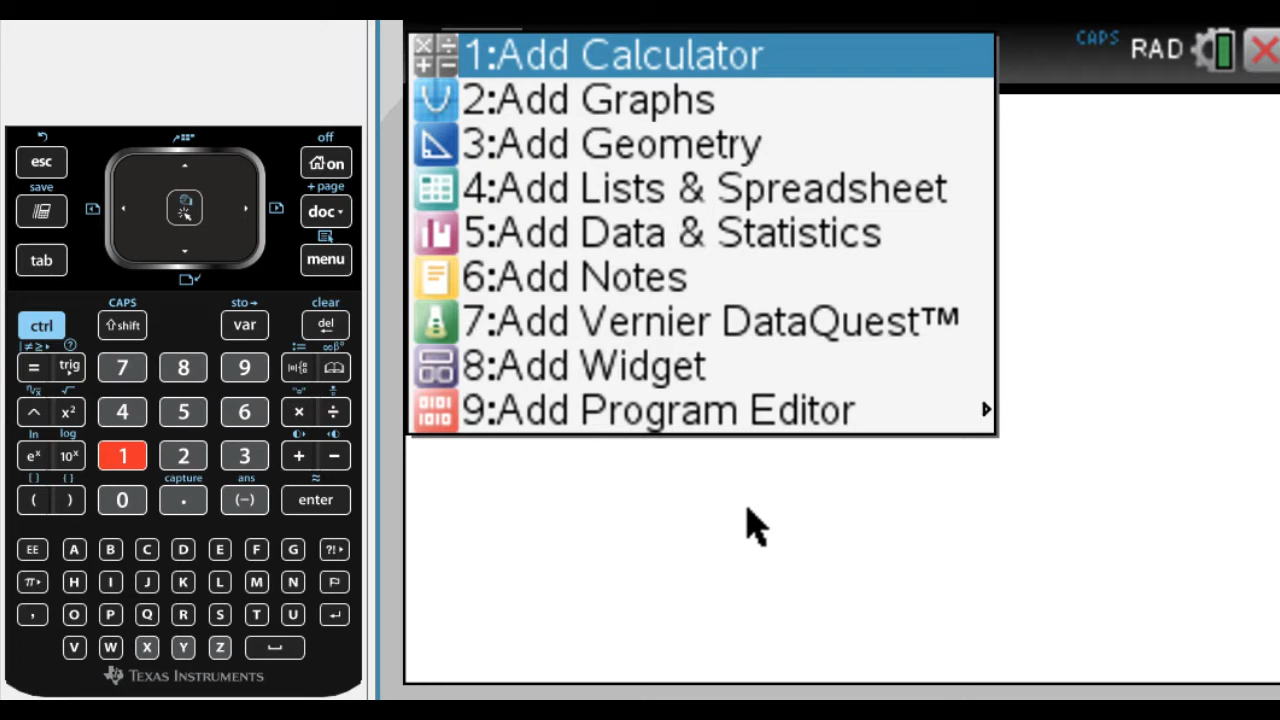 1:Add Calculator
2:Add Graphs
3:Add Geometry
4:Add Lists & Spreadsheet
5:Add Data & Statistics
6:Add Notes
7:Add Vernier DataQuest™
8:Add Widget
9:Add Program Editor
CAPS RAD
off
esc on
save + page
doc
tab menu
CAPS sto→ clear
ctrl ⇧shift var del
= trig 7 8 9
^ x² 4 5 6 × ÷
ln log
eˣ 10ˣ 1 2 3 + −
[ ] { } capture ans ≈
( ) 0 . (−) enter
EE A B C D E F G ?!▸
π▸ H I J K L M N
, O P Q R S T U
V W X Y Z
TEXAS INSTRUMENTS